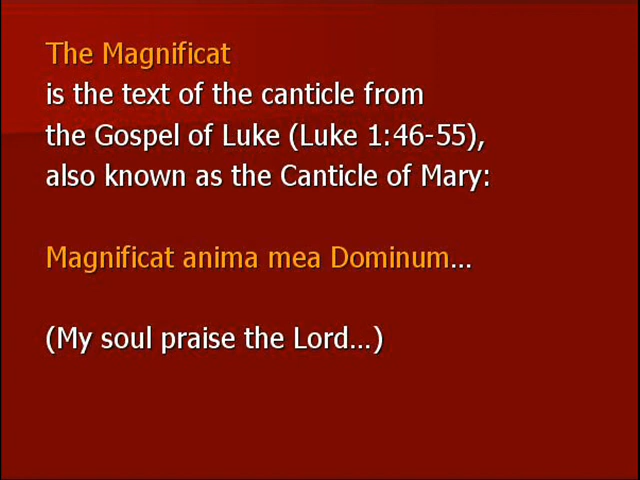 The Magnificat
is the text of the canticle from
the Gospel of Luke (Luke 1:46-55),
also known as the Canticle of Mary:
Magnificat anima mea Dominum...
(My soul praise the Lord...)